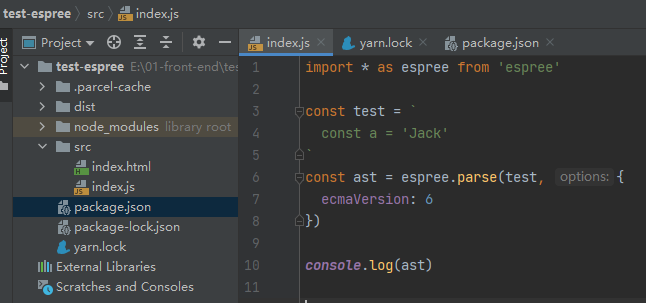 test-espree › src › index.js
Project
Project
test-espree E:\01-front-end\tes
.parcel-cache
dist
node_modules library root
src
index.html
index.js
package.json
package-lock.json
yarn.lock
External Libraries
Scratches and Consoles
index.js yarn.lock package.json
1 import * as espree from 'espree'
2
3 const test = `
4 const a = 'Jack'
5 `
6 const ast = espree.parse(test, options: {
7 ecmaVersion: 6
8 })
9
10 console.log(ast)
11